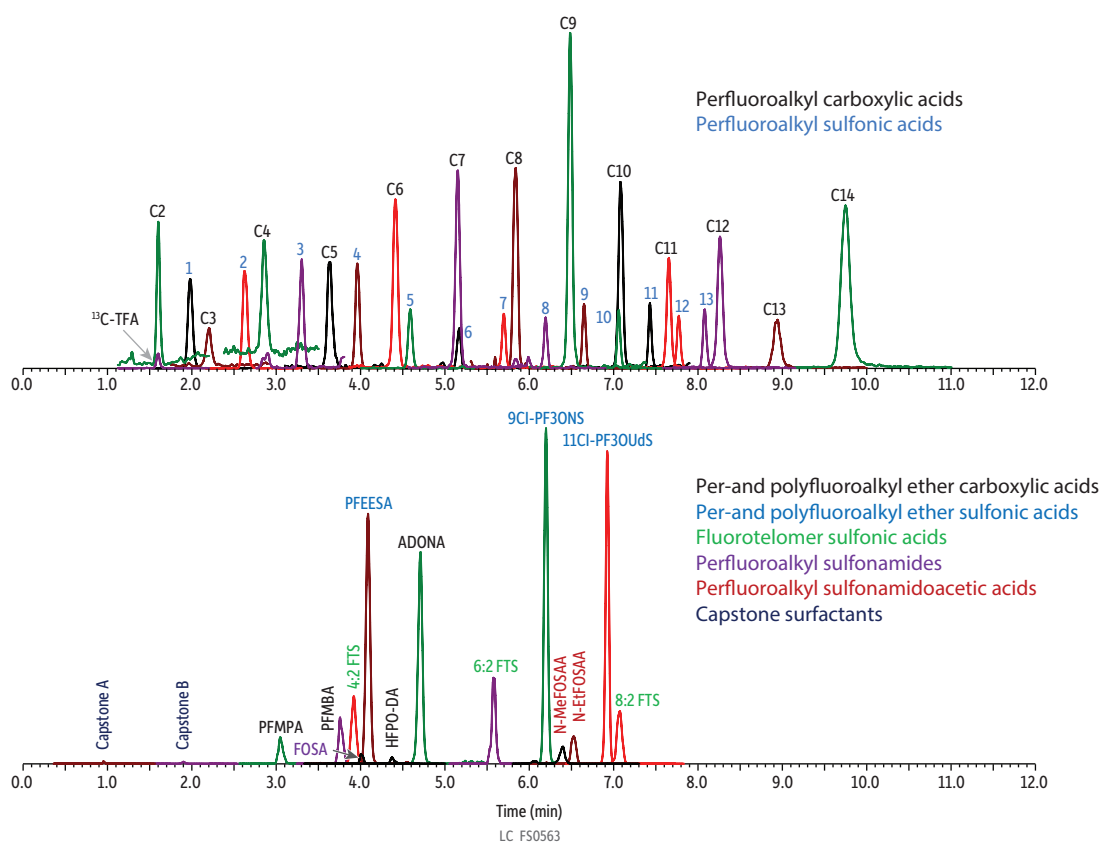 C9
Perfluoroalkyl carboxylic acids
Perfluoroalkyl sulfonic acids
C2
1
C3
2
C4
3
C5
4
C6
5
C7
6
7
C8
8
9
10
C10
11
C11
12
13
C12
C13
C14
¹³C-TFA
0.0 1.0 2.0 3.0 4.0 5.0 6.0 7.0 8.0 9.0 10.0 11.0 12.0
9Cl-PF3ONS
11Cl-PF3OUdS
Per-and polyfluoroalkyl ether carboxylic acids
Per-and polyfluoroalkyl ether sulfonic acids
Fluorotelomer sulfonic acids
Perfluoroalkyl sulfonamides
Perfluoroalkyl sulfonamidoacetic acids
Capstone surfactants
PFEESA
ADONA
Capstone A
Capstone B
PFMPA
FOSA
PFMBA
4:2 FTS
HFPO-DA
6:2 FTS
N-MeFOSAA
N-EtFOSAA
8:2 FTS
0.0 1.0 2.0 3.0 4.0 5.0 6.0 7.0 8.0 9.0 10.0 11.0 12.0
Time (min)
LC_FS0563